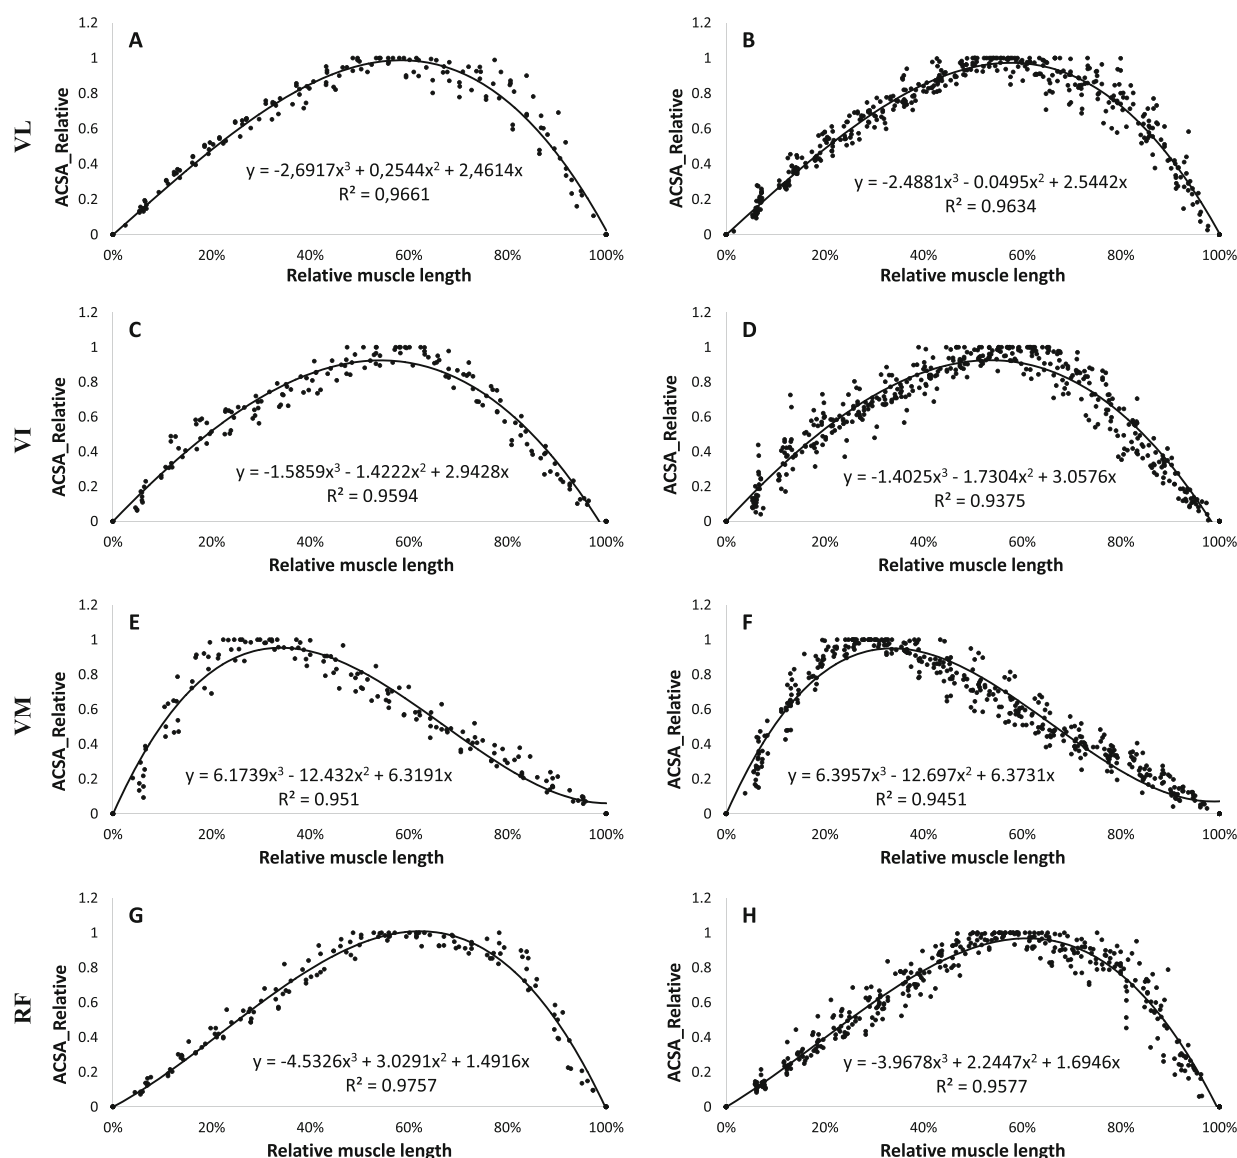 VL
A
ACSA_Relative
1.2
1
0.8
0.6
0.4
0.2
0
y = -2,6917x³ + 0,2544x² + 2,4614x
R² = 0,9661
0% 20% 40% 60% 80% 100%
Relative muscle length
B
ACSA_Relative
1.2
1
0.8
0.6
0.4
0.2
0
y = -2.4881x³ - 0.0495x² + 2.5442x
R² = 0.9634
0% 20% 40% 60% 80% 100%
Relative muscle length
VI
C
ACSA_Relative
1.2
1
0.8
0.6
0.4
0.2
0
y = -1.5859x³ - 1.4222x² + 2.9428x
R² = 0.9594
0% 20% 40% 60% 80% 100%
Relative muscle length
D
ACSA_Relative
1.2
1
0.8
0.6
0.4
0.2
0
y = -1.4025x³ - 1.7304x² + 3.0576x
R² = 0.9375
0% 20% 40% 60% 80% 100%
Relative muscle length
VM
E
ACSA_Relative
1.2
1
0.8
0.6
0.4
0.2
0
y = 6.1739x³ - 12.432x² + 6.3191x
R² = 0.951
0% 20% 40% 60% 80% 100%
Relative muscle length
F
ACSA_Relative
1.2
1
0.8
0.6
0.4
0.2
0
y = 6.3957x³ - 12.697x² + 6.3731x
R² = 0.9451
0% 20% 40% 60% 80% 100%
Relative muscle length
RF
G
ACSA_Relative
1.2
1
0.8
0.6
0.4
0.2
0
y = -4.5326x³ + 3.0291x² + 1.4916x
R² = 0.9757
0% 20% 40% 60% 80% 100%
Relative muscle length
H
ACSA_Relative
1.2
1
0.8
0.6
0.4
0.2
0
y = -3.9678x³ + 2.2447x² + 1.6946x
R² = 0.9577
0% 20% 40% 60% 80% 100%
Relative muscle length